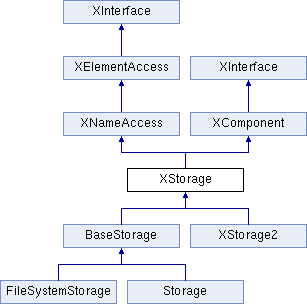 XInterface
XElementAccess XInterface
XNameAccess XComponent
XStorage
BaseStorage XStorage2
FileSystemStorage Storage